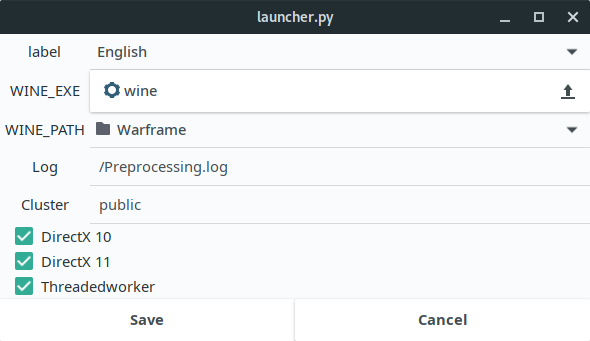 launcher.py
label English
WINE_EXE wine
WINE_PATH Warframe
Log /Preprocessing.log
Cluster public
DirectX 10
DirectX 11
Threadedworker
Save Cancel